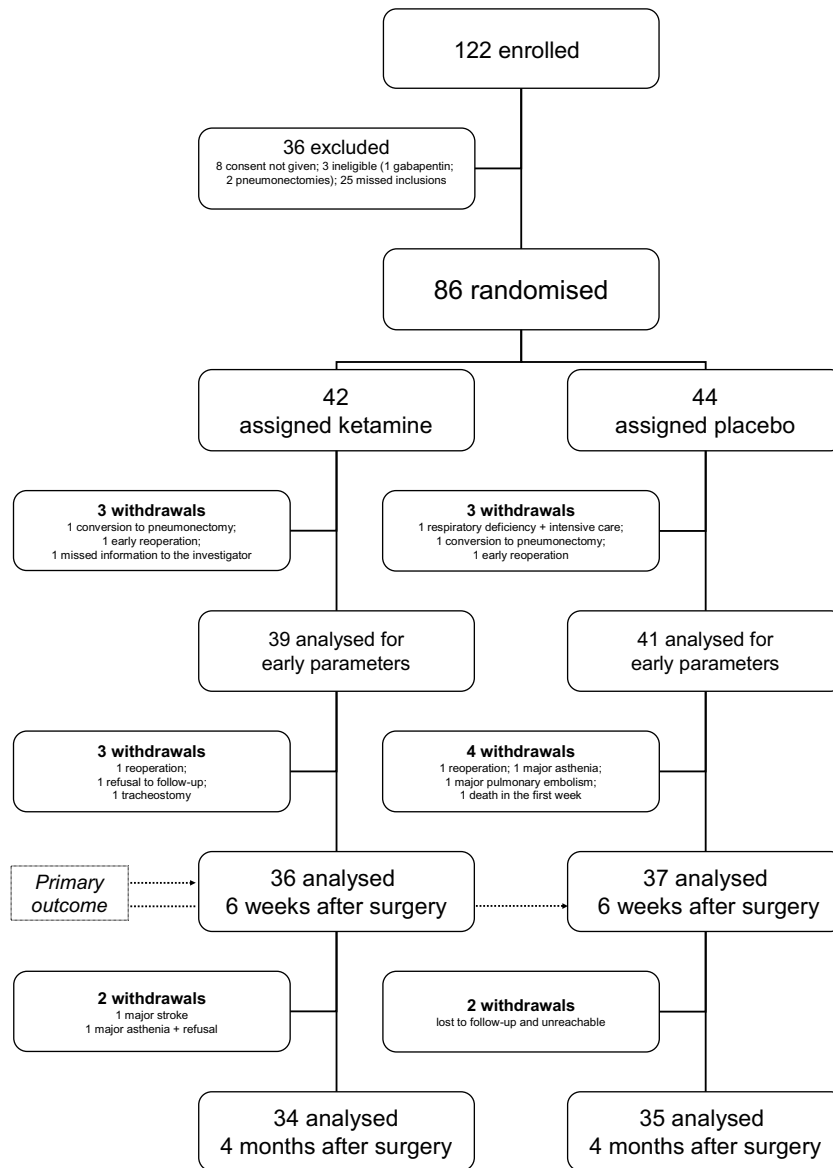 122 enrolled
36 excluded
8 consent not given; 3 ineligible (1 gabapentin;
2 pneumonectomies); 25 missed inclusions
86 randomised
42
assigned ketamine
44
assigned placebo
3 withdrawals
1 conversion to pneumonectomy;
1 early reoperation;
1 missed information to the investigator
3 withdrawals
1 respiratory deficiency + intensive care;
1 conversion to pneumonectomy;
1 early reoperation
39 analysed for
early parameters
41 analysed for
early parameters
3 withdrawals
1 reoperation;
1 refusal to follow-up;
1 tracheostomy
4 withdrawals
1 reoperation; 1 major asthenia;
1 major pulmonary embolism;
1 death in the first week
Primary
outcome
36 analysed
6 weeks after surgery
37 analysed
6 weeks after surgery
2 withdrawals
1 major stroke
1 major asthenia + refusal
2 withdrawals
lost to follow-up and unreachable
34 analysed
4 months after surgery
35 analysed
4 months after surgery